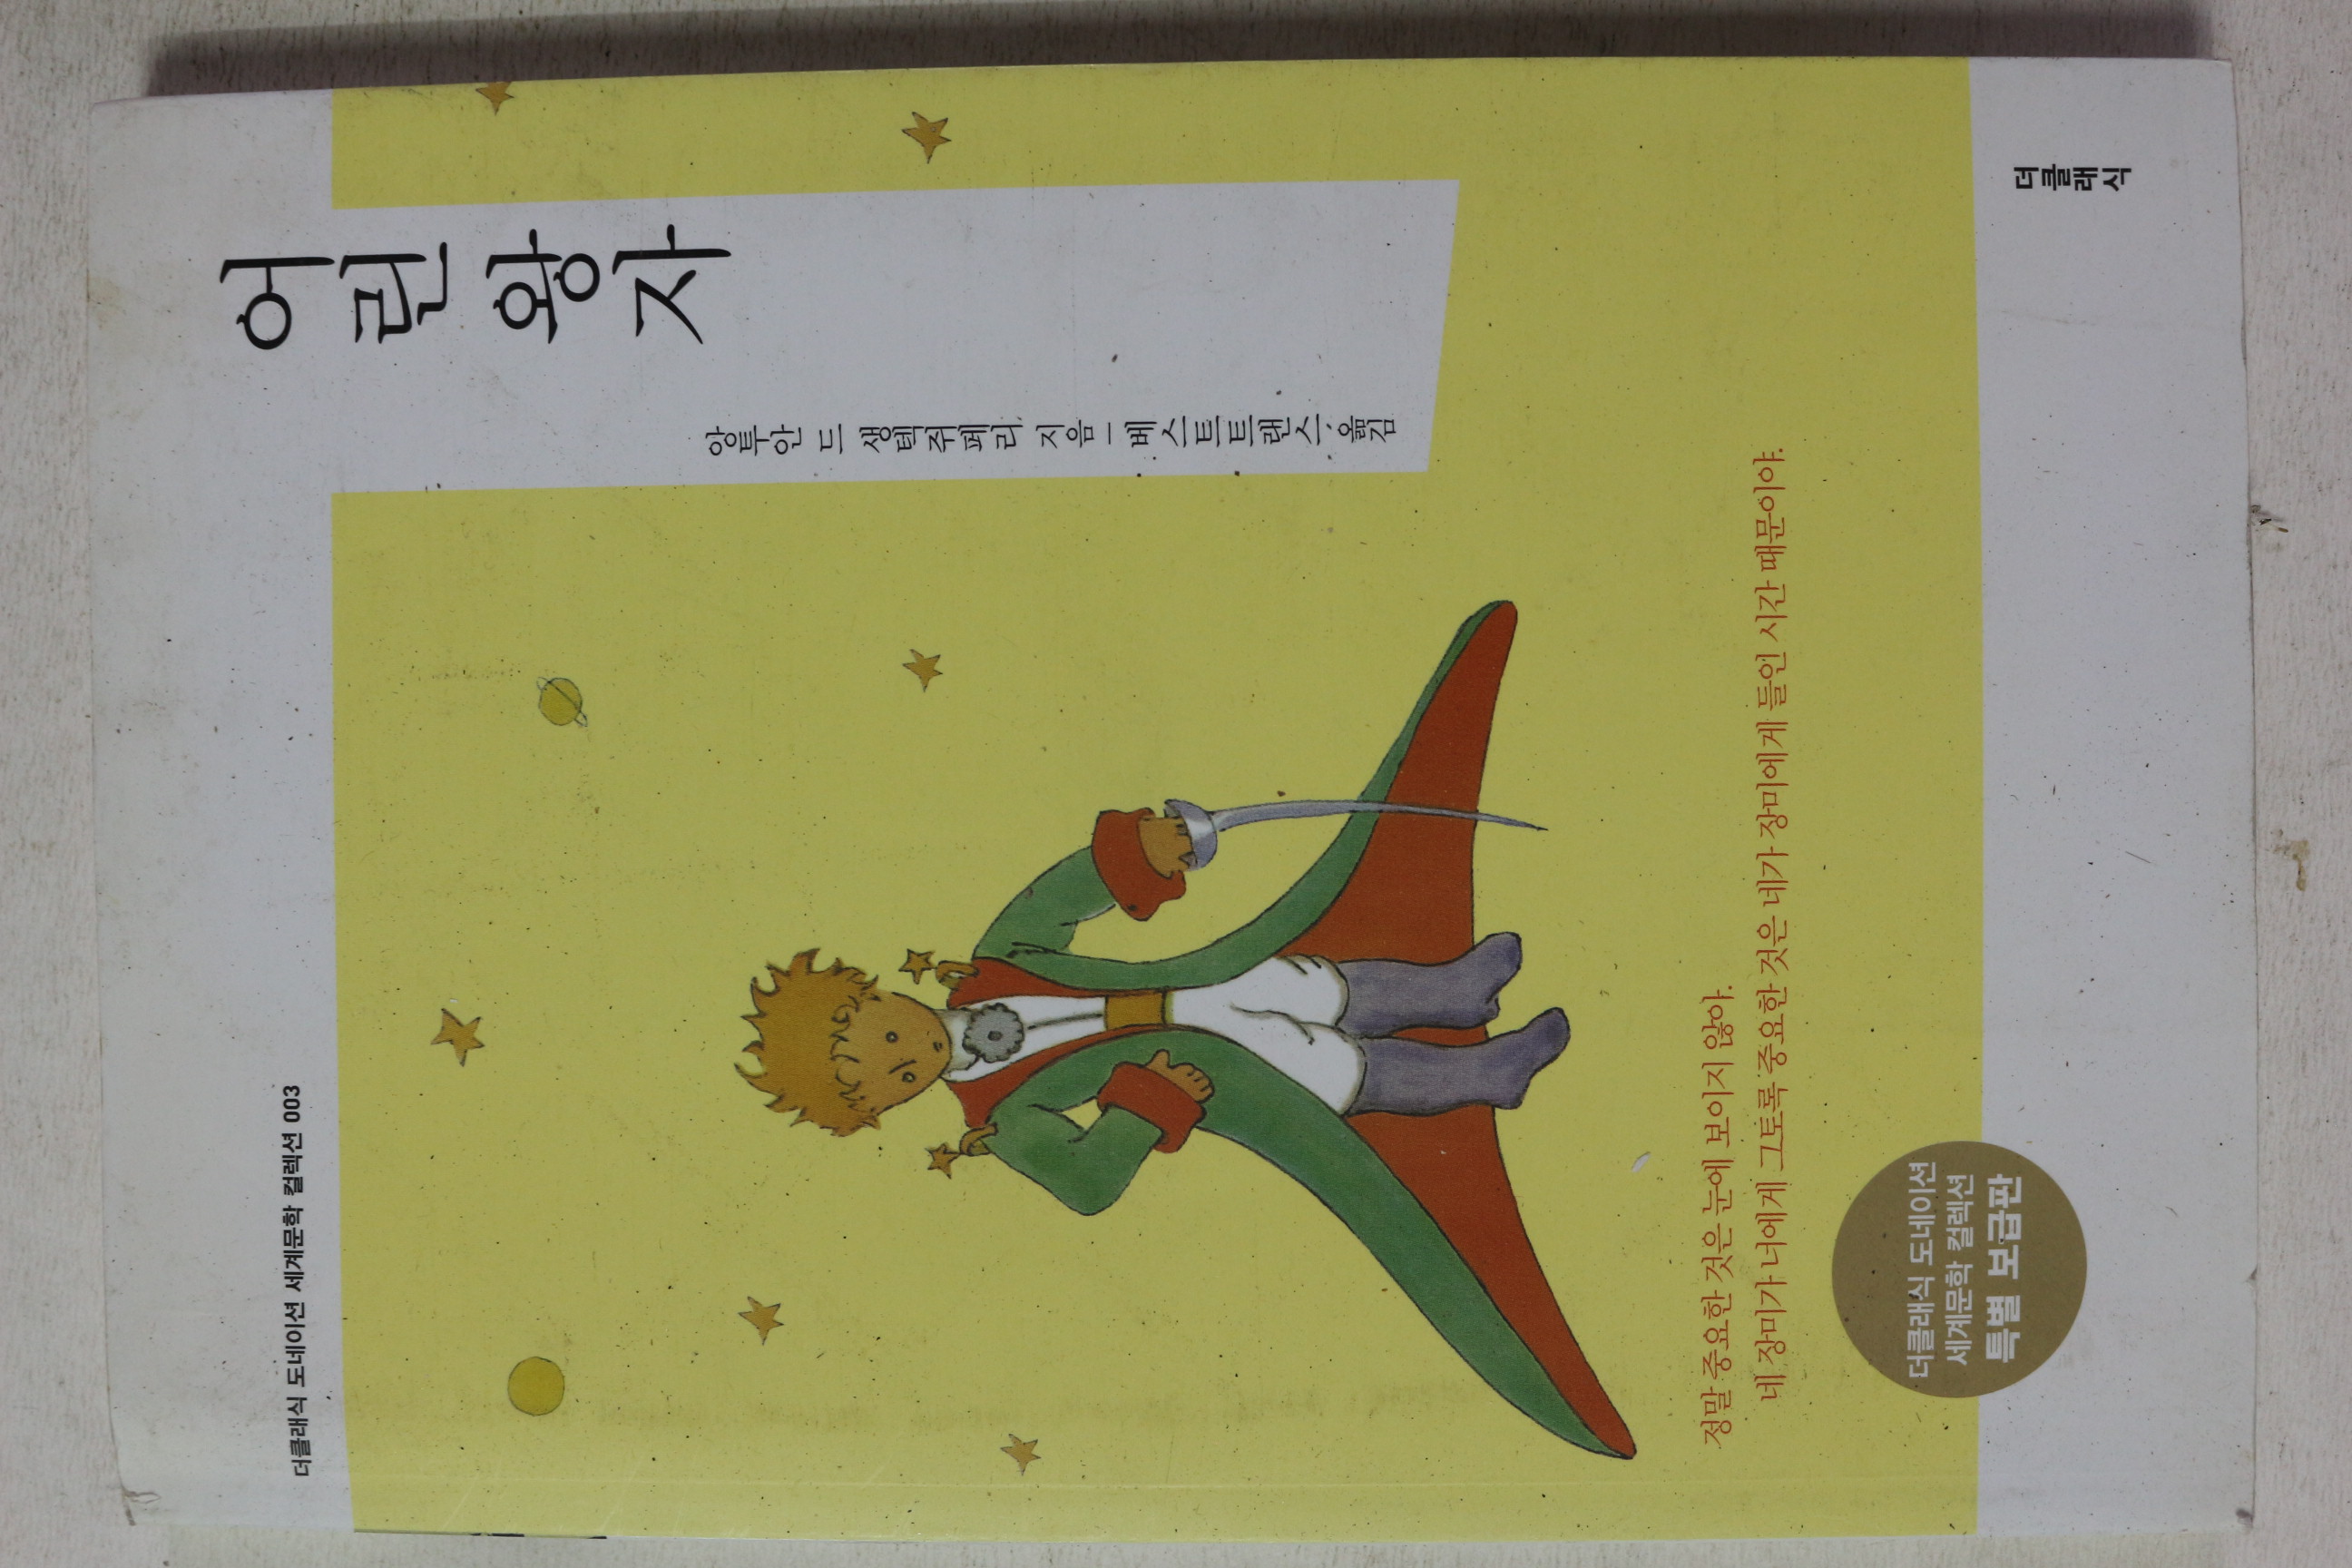 더클래식 도네이션 세계문학 컬렉션 003
어
린
왕
자
앙투안 드 생텍쥐페리 지음 | 베스트트랜스 옮김
정말 중요한 것은 눈에 보이지 않아.
네 장미가 너에게 그토록 중요한 것은 네가 장미에게 들인 시간 때문이야.
더클래식 도네이션
세계문학 컬렉션
특별 보급판
더
클
래
식